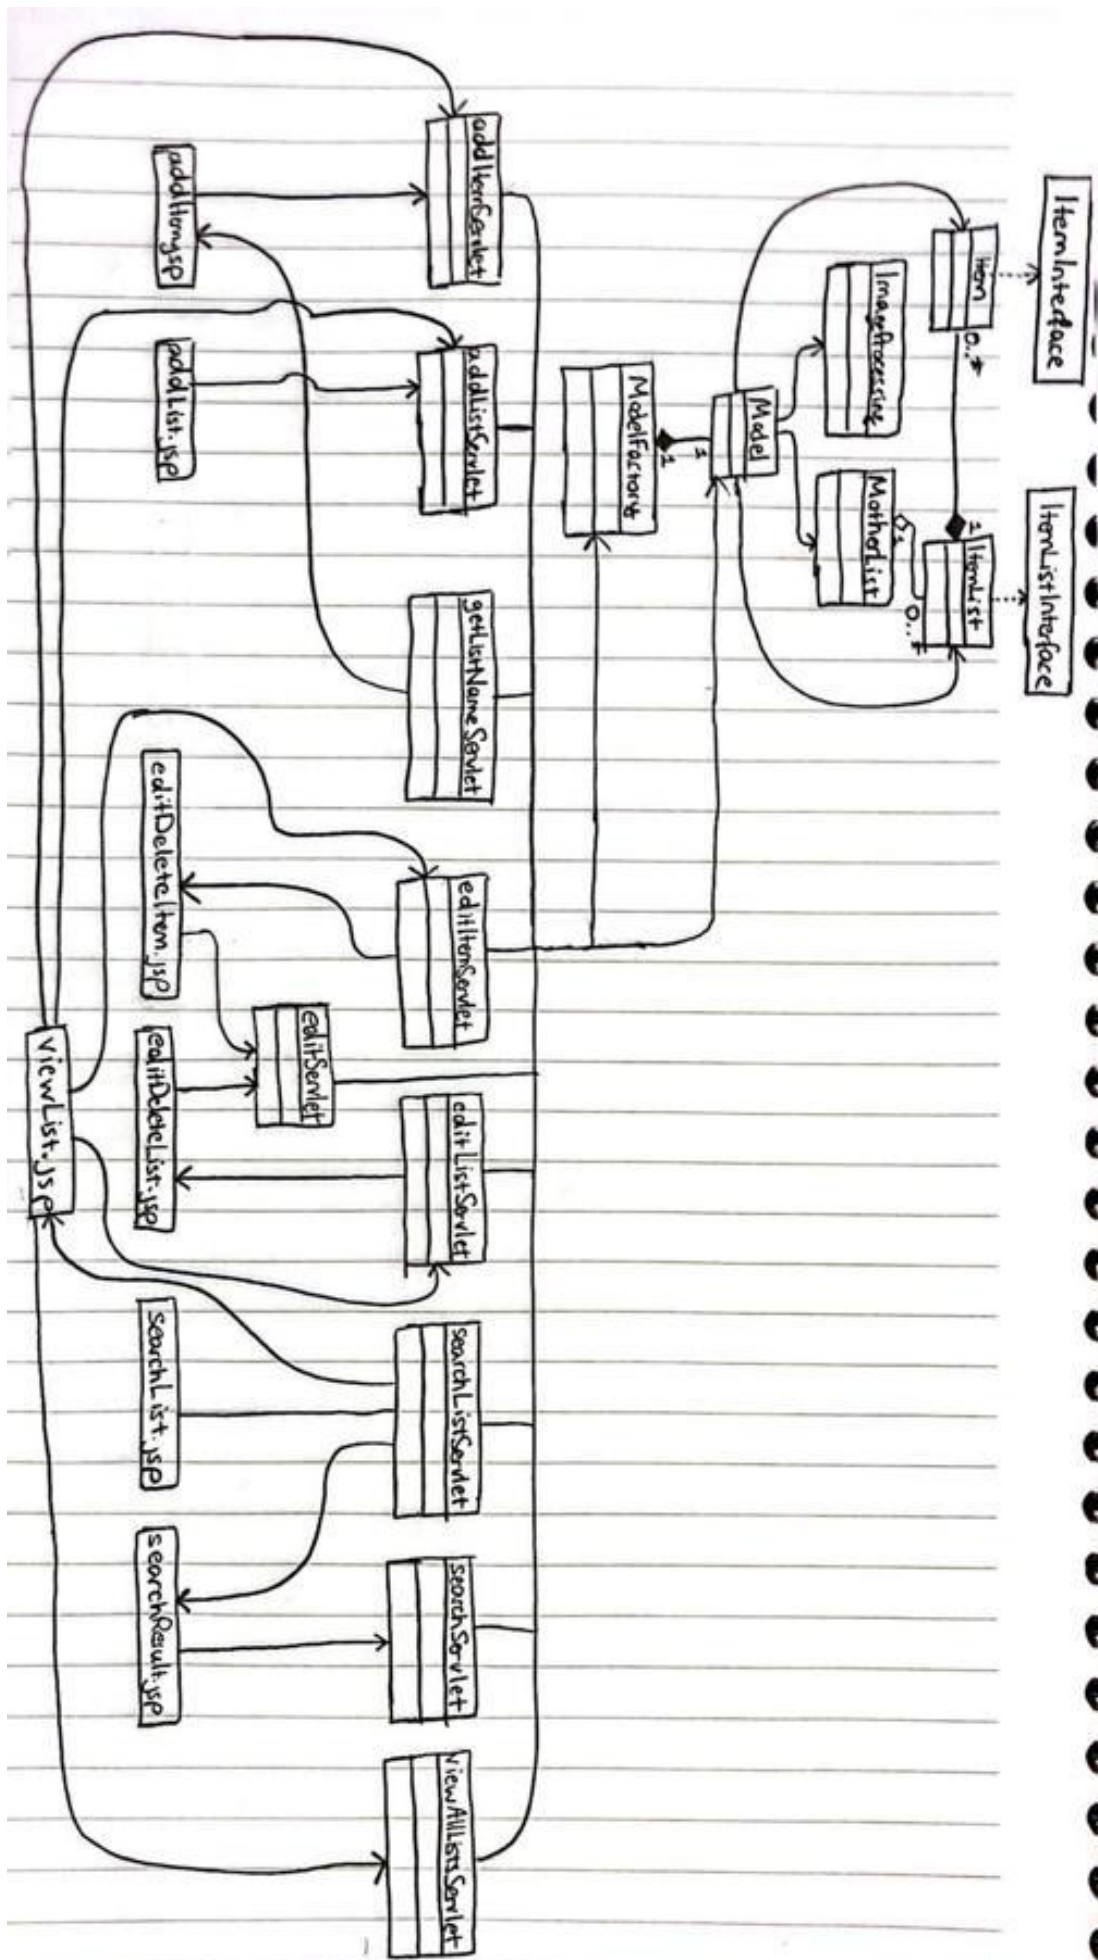 ItemInterface
ItemListInterface
Item
0..*
1
ItemList
0..*
1
ImageProcessing
MotherList
Model
1
1
ModelFactory
addItemServlet
addListServlet
getListNameServlet
editItemServlet
editListServlet
searchListServlet
searchServlet
viewAllListsServlet
editServlet
addItem.jsp
addList.jsp
editDeleteItem.jsp
editDeleteList.jsp
searchList.jsp
searchResult.jsp
viewList.jsp